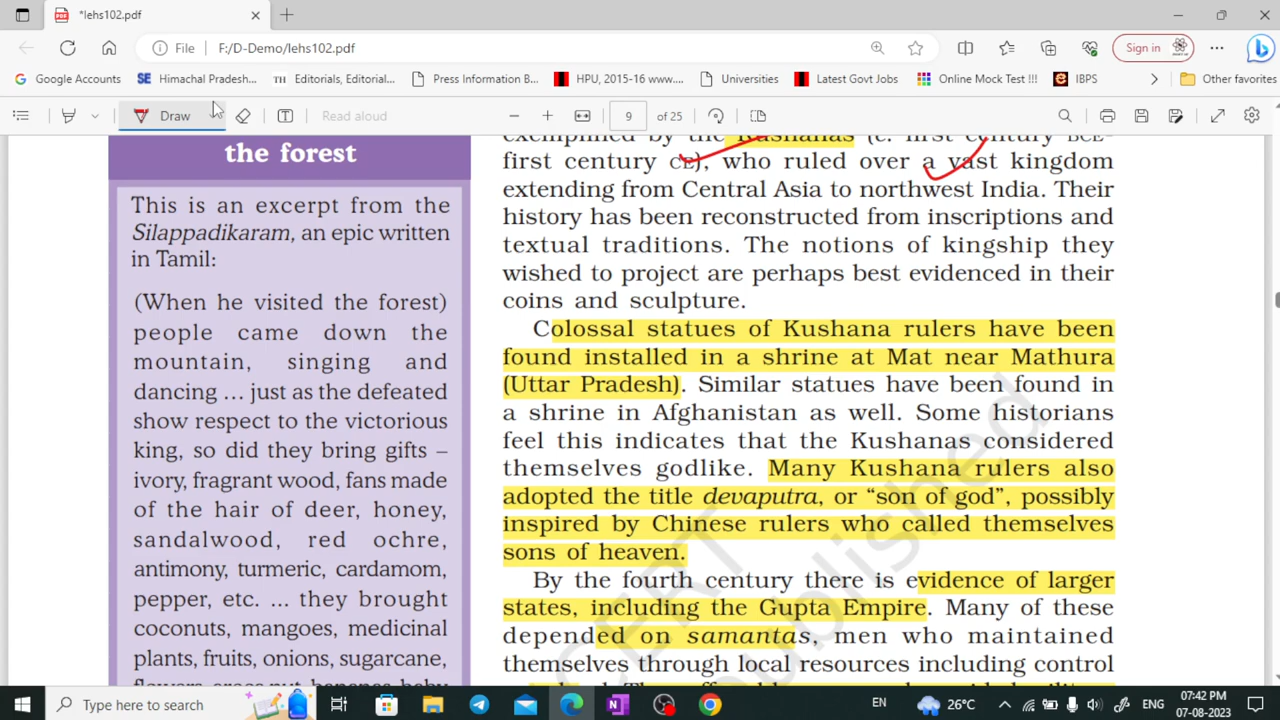 *lehs102.pdf
File
F:/D-Demo/lehs102.pdf
Sign in
Google Accounts
SE Himachal Pradesh...
TH Editorials, Editorial...
Press Information B...
HPU, 2015-16 www....
Universities
Latest Govt Jobs
Online Mock Test !!!
IBPS
Other favorites
Draw
Read aloud
9 of 25
the forest
This is an excerpt from the
Silappadikaram, an epic written
in Tamil:
(When he visited the forest)
people came down the
mountain, singing and
dancing ... just as the defeated
show respect to the victorious
king, so did they bring gifts –
ivory, fragrant wood, fans made
of the hair of deer, honey,
sandalwood, red ochre,
antimony, turmeric, cardamom,
pepper, etc. ... they brought
coconuts, mangoes, medicinal
plants, fruits, onions, sugarcane,
exemplified by the Kushanas (c. first century BCE-
first century CE), who ruled over a vast kingdom
extending from Central Asia to northwest India. Their
history has been reconstructed from inscriptions and
textual traditions. The notions of kingship they
wished to project are perhaps best evidenced in their
coins and sculpture.
Colossal statues of Kushana rulers have been
found installed in a shrine at Mat near Mathura
(Uttar Pradesh). Similar statues have been found in
a shrine in Afghanistan as well. Some historians
feel this indicates that the Kushanas considered
themselves godlike. Many Kushana rulers also
adopted the title devaputra, or “son of god”, possibly
inspired by Chinese rulers who called themselves
sons of heaven.
By the fourth century there is evidence of larger
states, including the Gupta Empire. Many of these
depended on samantas, men who maintained
themselves through local resources including control
Type here to search
EN
26°C
ENG
07:42 PM
07-08-2023